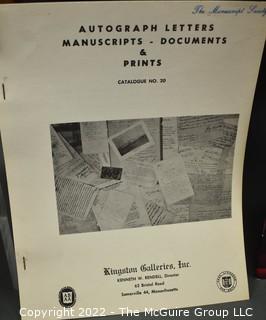 The Manuscript Society
AUTOGRAPH LETTERS
MANUSCRIPTS - DOCUMENTS
&
PRINTS
CATALOGUE NO. 20
Kingston Galleries, Inc.
KENNETH W. RENDELL, Director
62 Bristol Road
Somerville 44, Massachusetts
Copyright © 2022 - The McGuire Group LLC